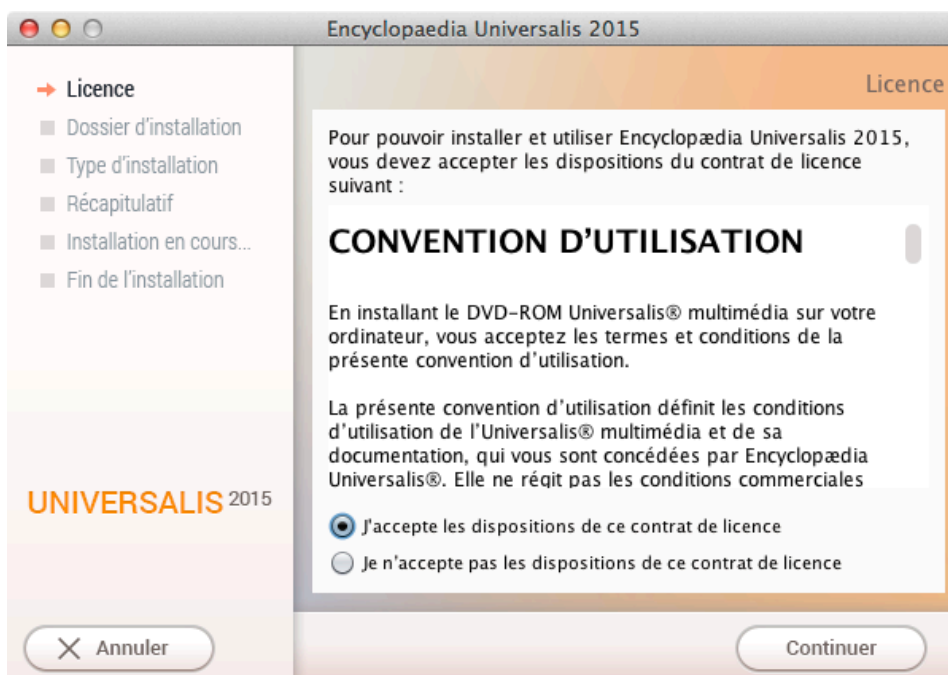 Encyclopaedia Universalis 2015
Licence
Dossier d'installation
Type d'installation
Récapitulatif
Installation en cours...
Fin de l'installation
UNIVERSALIS 2015
Annuler
Licence
Pour pouvoir installer et utiliser Encyclopædia Universalis 2015,
vous devez accepter les dispositions du contrat de licence
suivant :
CONVENTION D'UTILISATION
En installant le DVD-ROM Universalis® multimédia sur votre
ordinateur, vous acceptez les termes et conditions de la
présente convention d'utilisation.
La présente convention d'utilisation définit les conditions
d'utilisation de l'Universalis® multimédia et de sa
documentation, qui vous sont concédées par Encyclopædia
Universalis®. Elle ne régit pas les conditions commerciales
J'accepte les dispositions de ce contrat de licence
Je n'accepte pas les dispositions de ce contrat de licence
Continuer